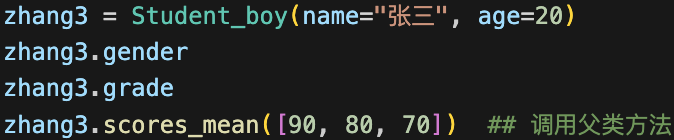 zhang3 = Student_boy(name="张三", age=20)
zhang3.gender
zhang3.grade
zhang3.scores_mean([90, 80, 70])  ## 调用父类方法